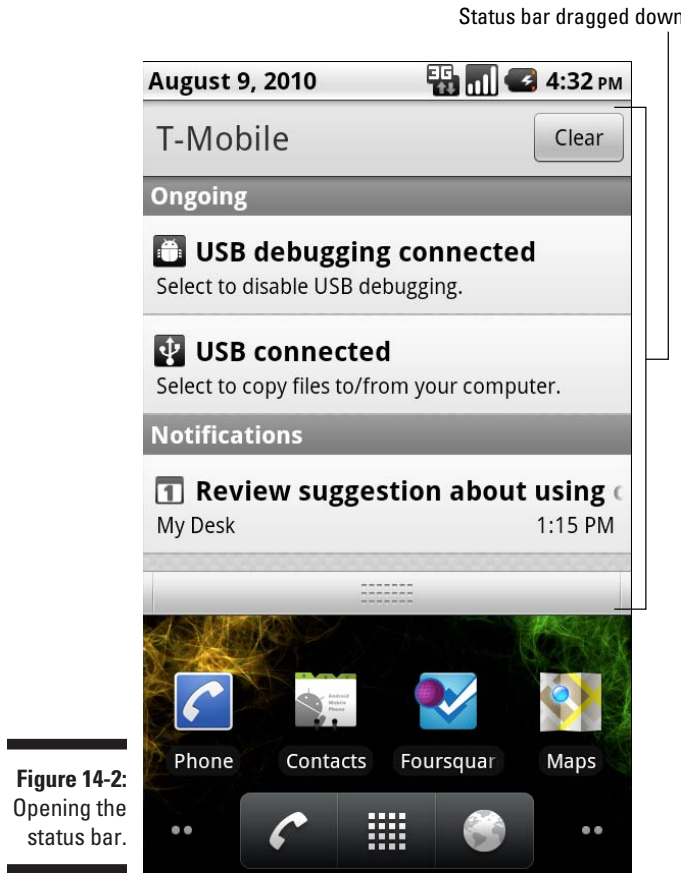 Status bar dragged down
August 9, 2010 3G 4:32 PM
T-Mobile Clear
Ongoing
USB debugging connected
Select to disable USB debugging.
USB connected
Select to copy files to/from your computer.
Notifications
1 Review suggestion about using
My Desk 1:15 PM
Phone Contacts Foursquar Maps
Figure 14-2:
Opening the
status bar.